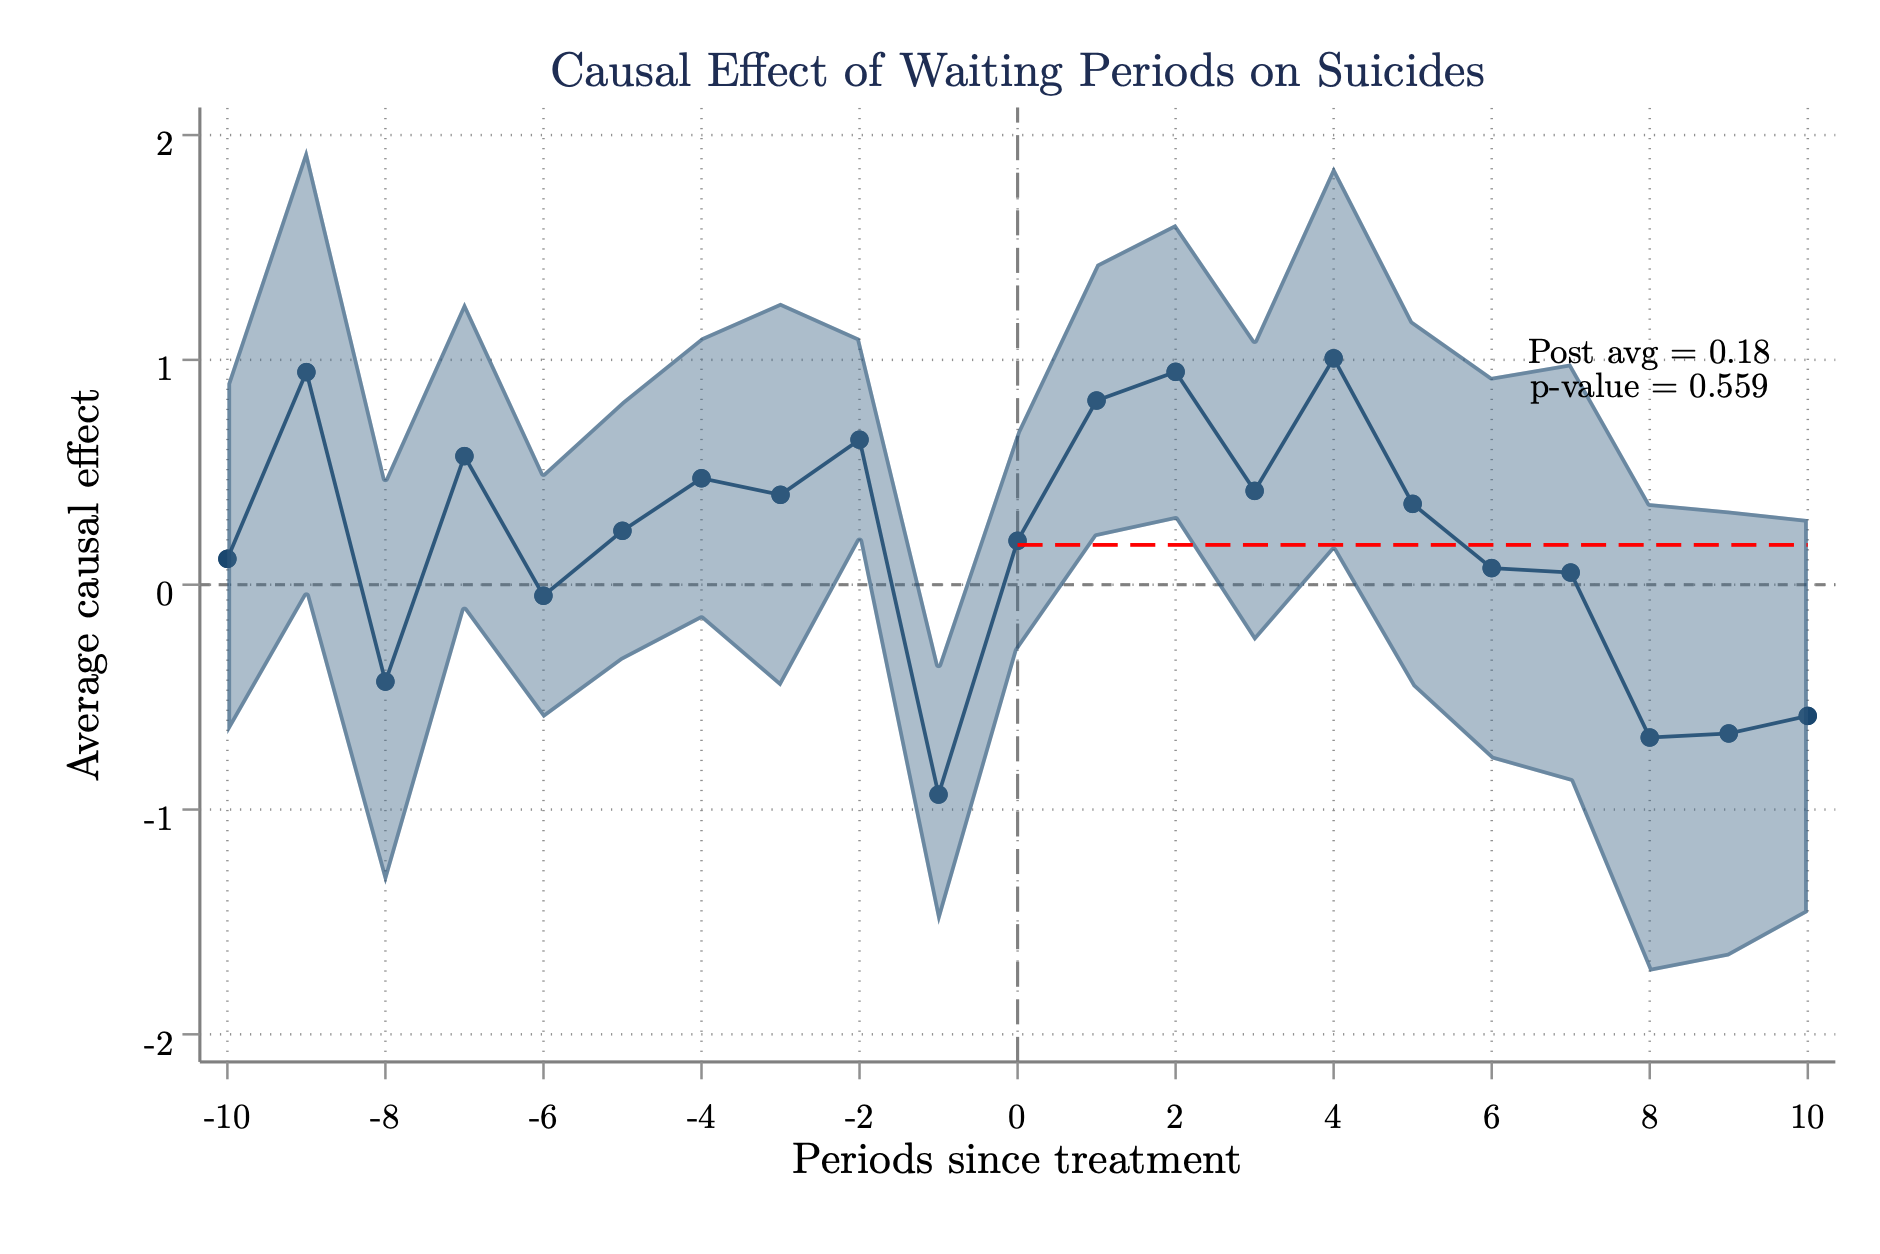 Causal Effect of Waiting Periods on Suicides
2
1
0
-1
-2
Average causal effect
Post avg = 0.18
p-value = 0.559
-10 -8 -6 -4 -2 0 2 4 6 8 10
Periods since treatment